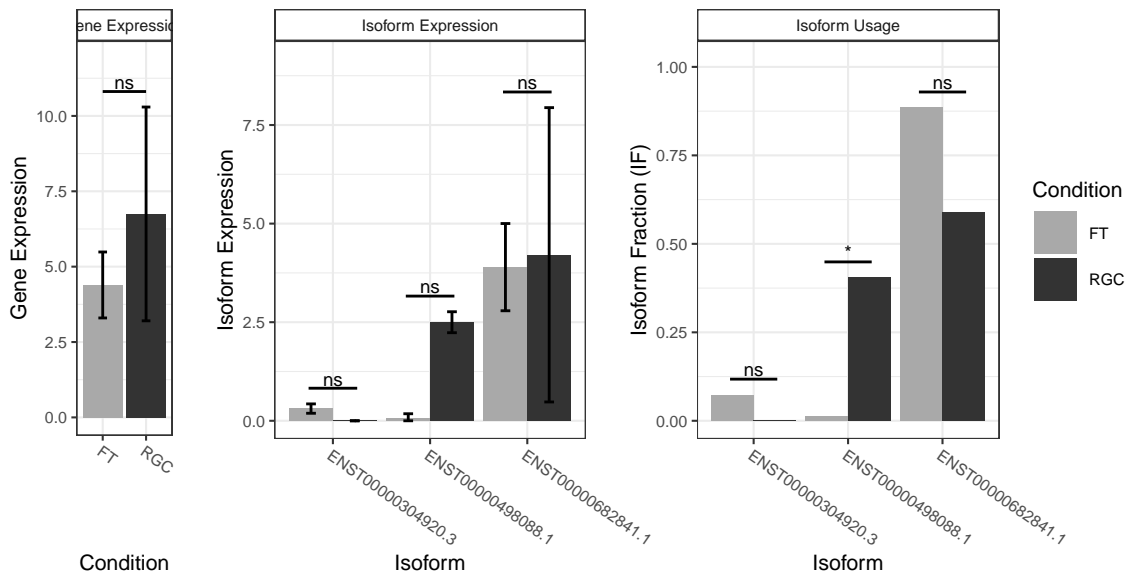 ene Expressio
Isoform Expression
Isoform Usage
Gene Expression
10.0
7.5
5.0
2.5
0.0
ns
FT
RGC
Condition
Isoform Expression
7.5
5.0
2.5
0.0
ns
ns
ns
ENST00000304920.3
ENST00000498088.1
ENST00000682841.1
Isoform
Isoform Fraction (IF)
1.00
0.75
0.50
0.25
0.00
ns
*
ns
ENST00000304920.3
ENST00000498088.1
ENST00000682841.1
Isoform
Condition
FT
RGC